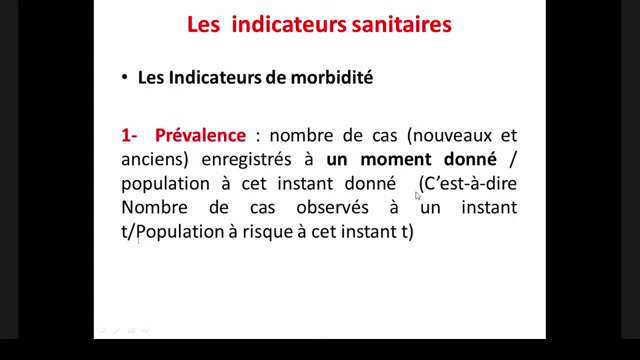 Les indicateurs sanitaires
• Les Indicateurs de morbidité
1- Prévalence : nombre de cas (nouveaux et
anciens) enregistrés à un moment donné /
population à cet instant donné (C’est-à-dire
Nombre de cas observés à un instant
t/Population à risque à cet instant t)